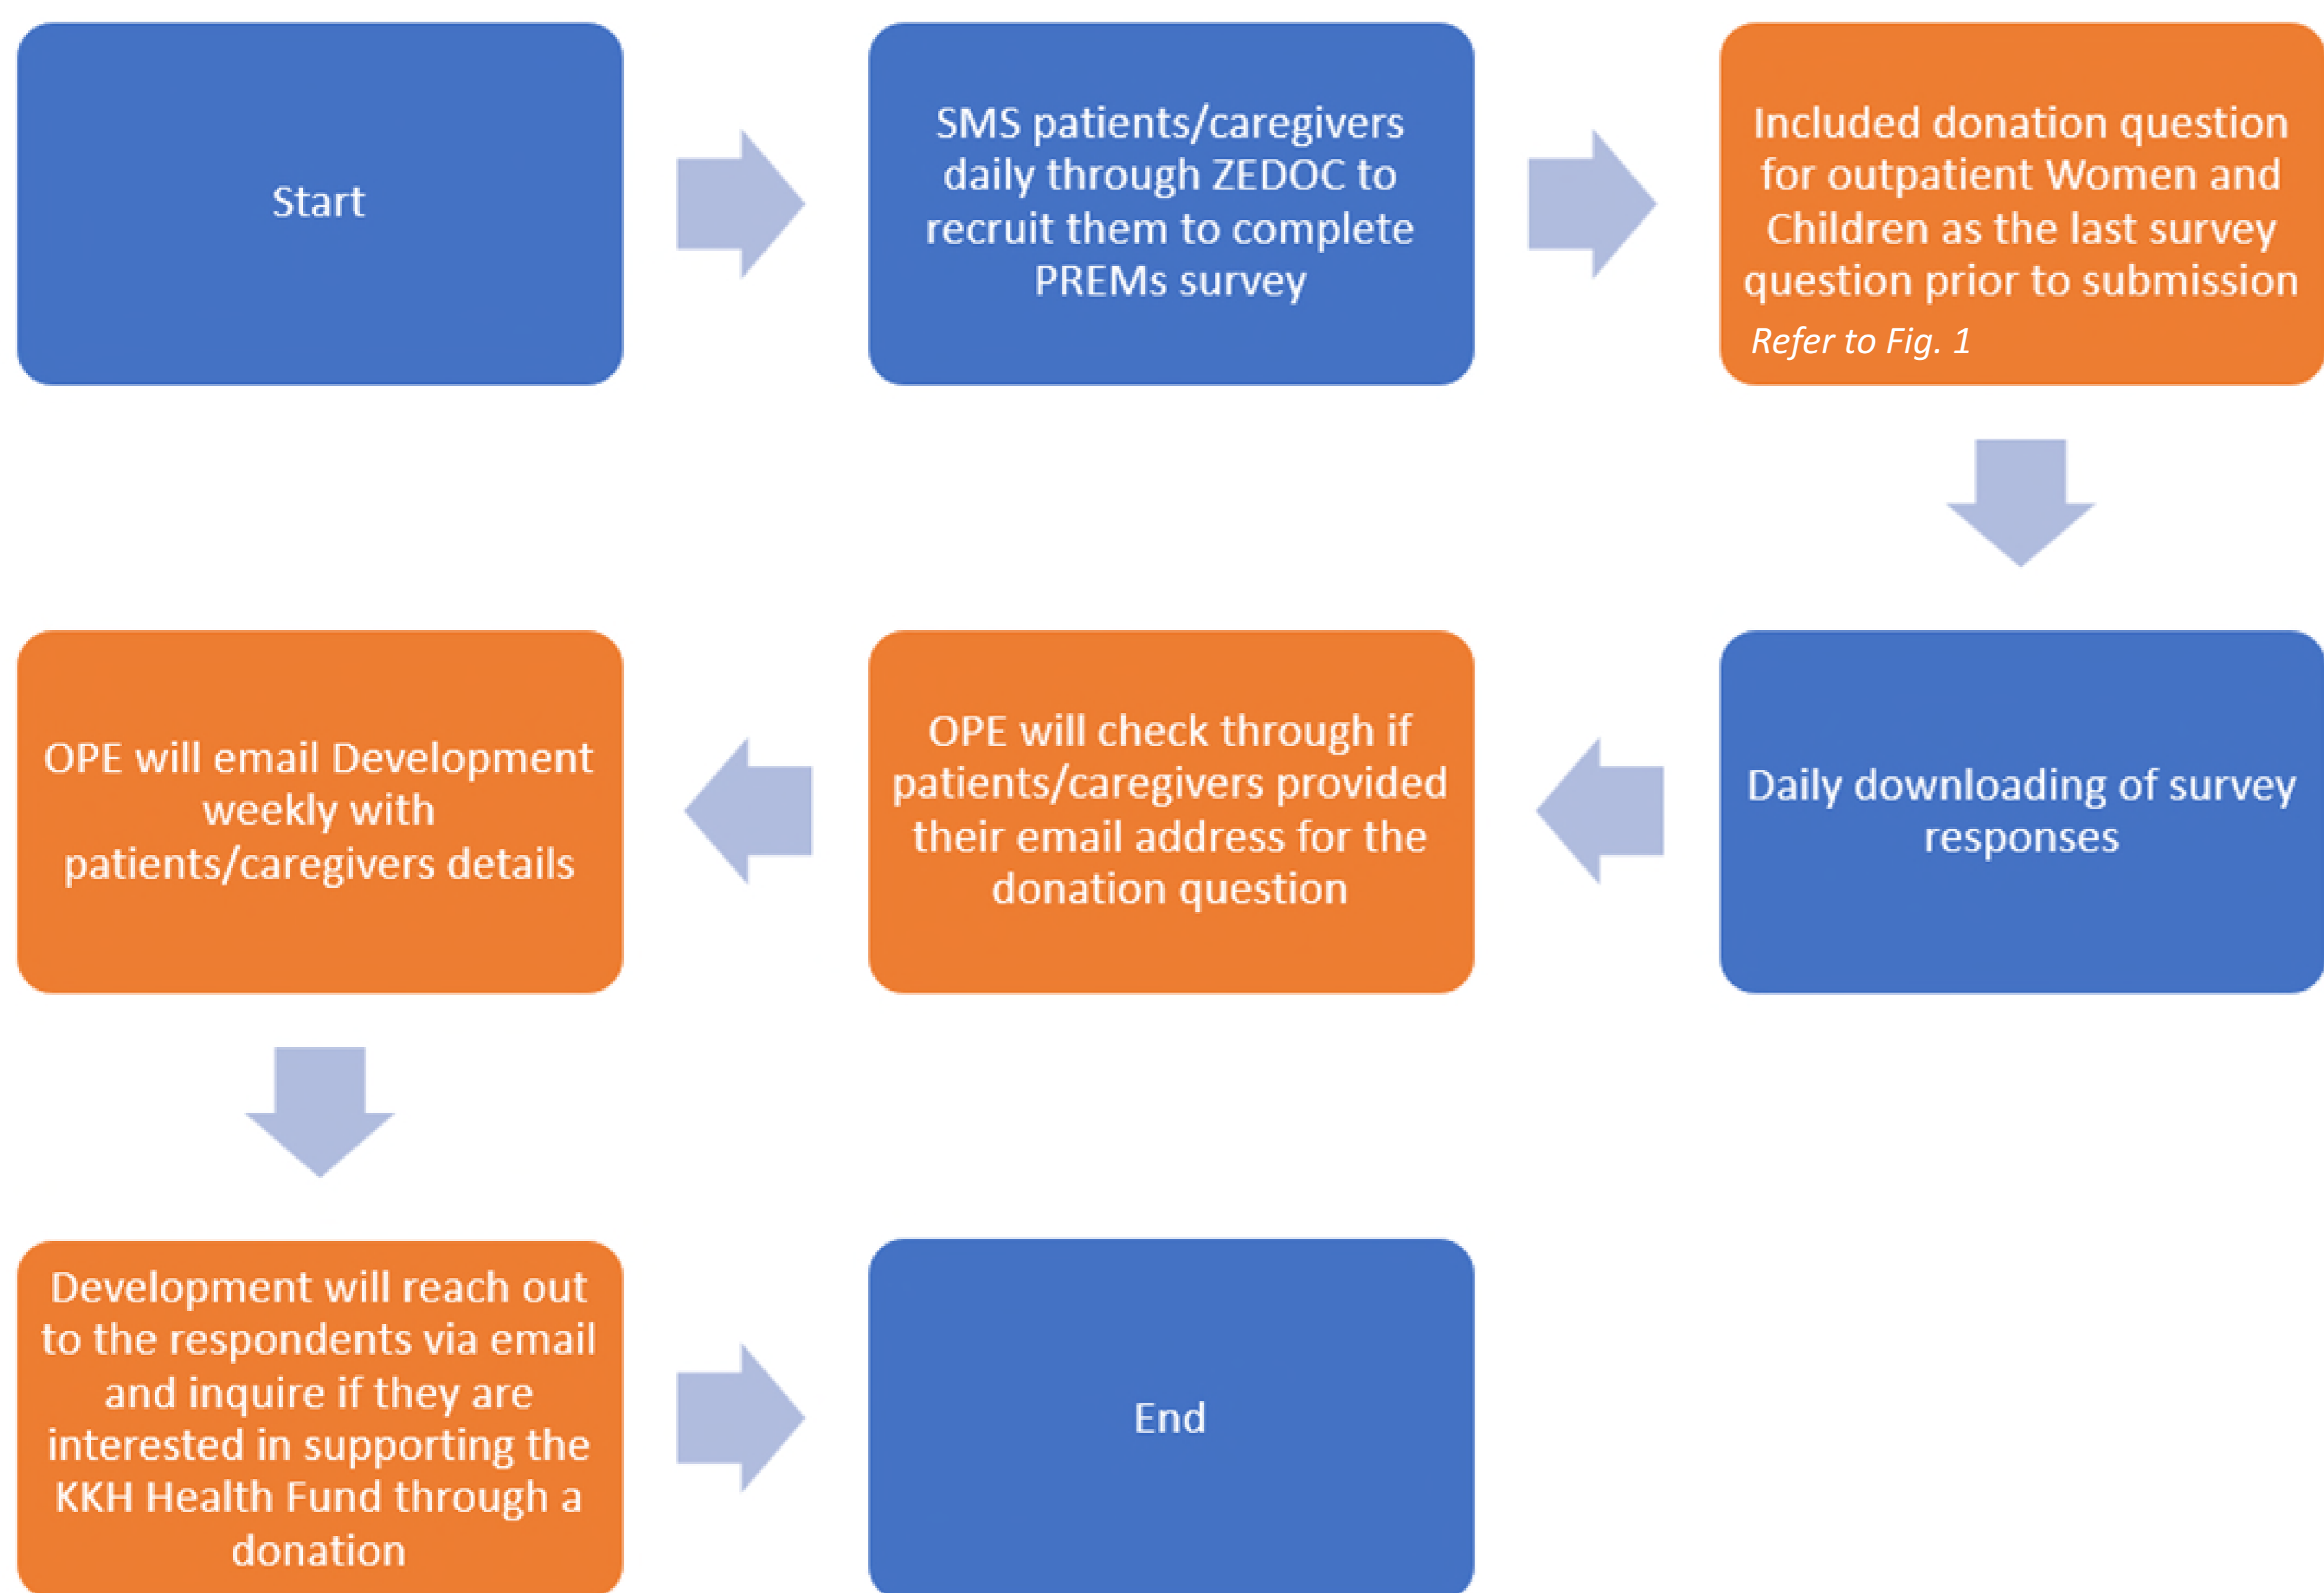 Start
SMS patients/caregivers
daily through ZEDOC to
recruit them to complete
PREMs survey
Included donation question
for outpatient Women and
Children as the last survey
question prior to submission
Refer to Fig. 1
Daily downloading of survey
responses
OPE will check through if
patients/caregivers provided
their email address for the
donation question
OPE will email Development
weekly with
patients/caregivers details
Development will reach out
to the respondents via email
and inquire if they are
interested in supporting the
KKH Health Fund through a
donation
End